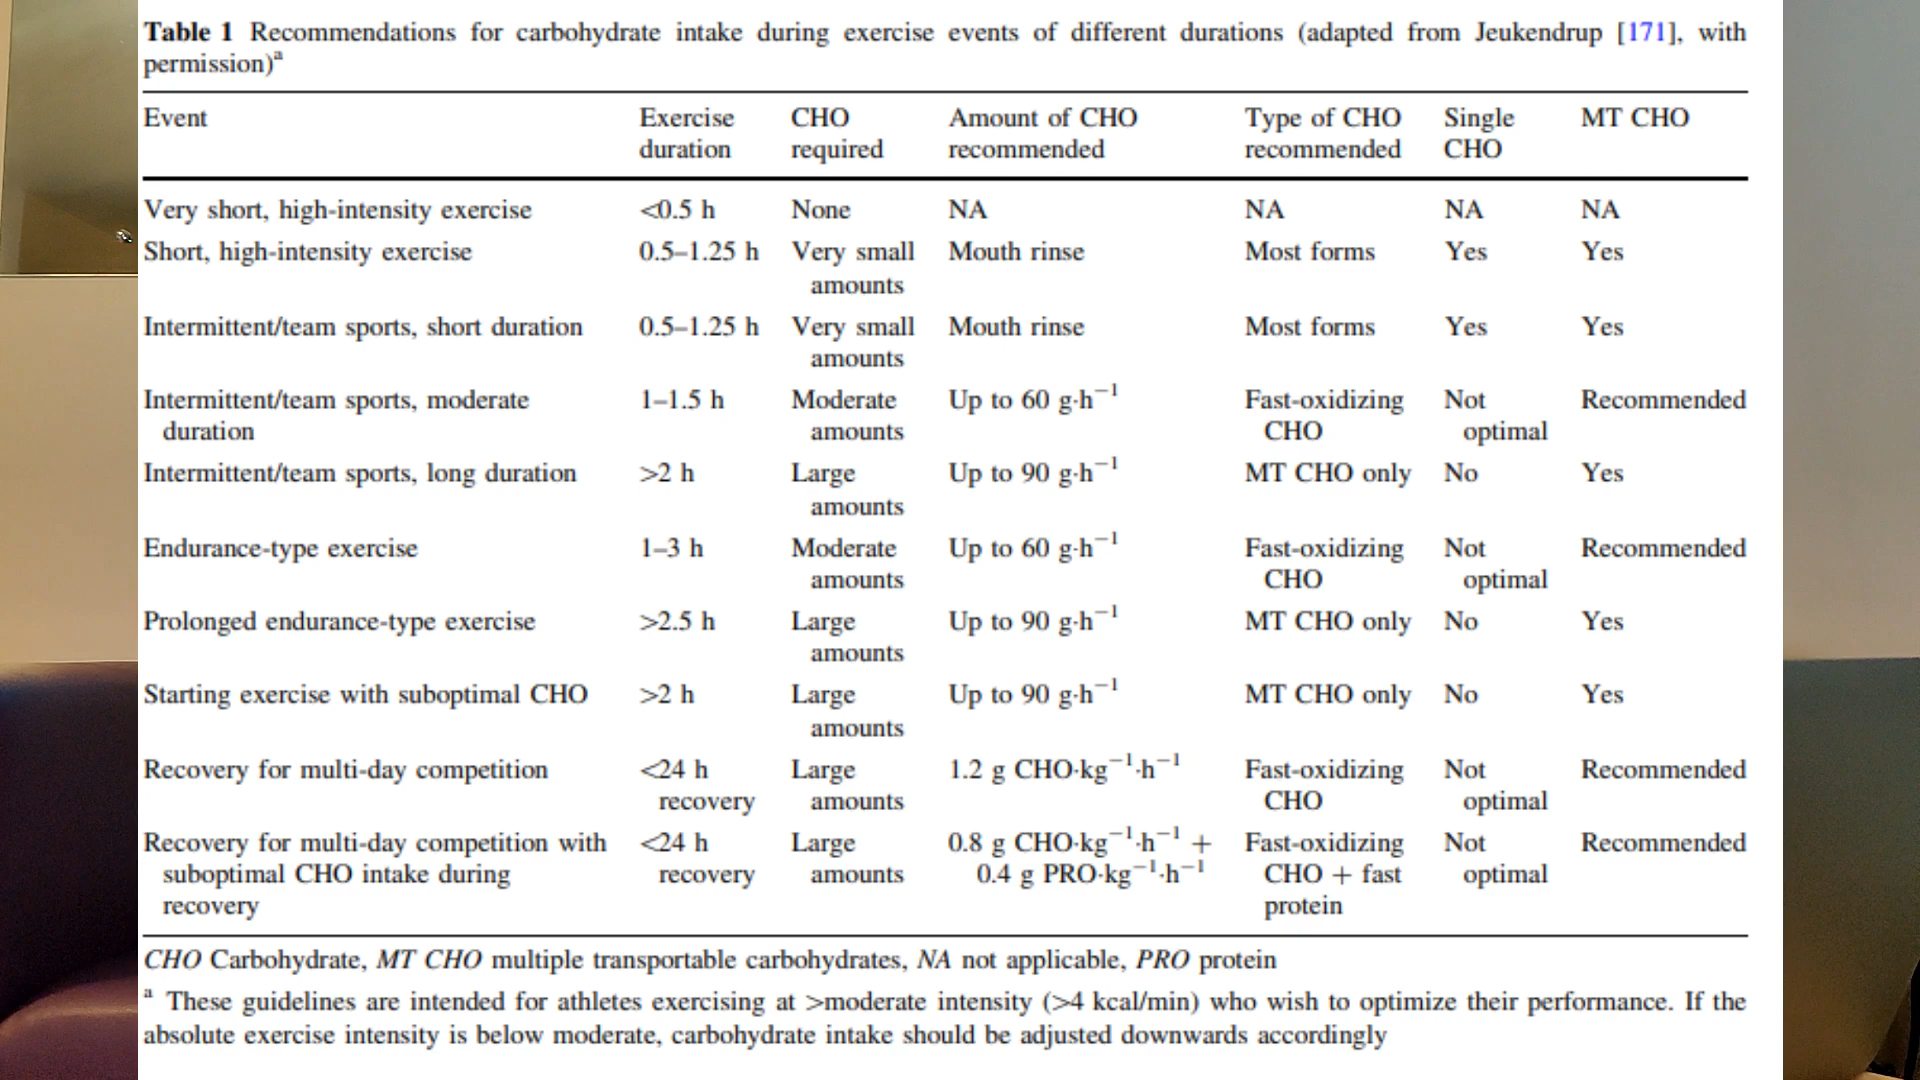 Table 1 Recommendations for carbohydrate intake during exercise events of different durations (adapted from Jeukendrup [171], with
permission)ᵃ
Event Exercise duration CHO required Amount of CHO recommended Type of CHO recommended Single CHO MT CHO
Very short, high-intensity exercise <0.5 h None NA NA NA NA
Short, high-intensity exercise 0.5–1.25 h Very small amounts Mouth rinse Most forms Yes Yes
Intermittent/team sports, short duration 0.5–1.25 h Very small amounts Mouth rinse Most forms Yes Yes
Intermittent/team sports, moderate duration 1–1.5 h Moderate amounts Up to 60 g·h⁻¹ Fast-oxidizing CHO Not optimal Recommended
Intermittent/team sports, long duration >2 h Large amounts Up to 90 g·h⁻¹ MT CHO only No Yes
Endurance-type exercise 1–3 h Moderate amounts Up to 60 g·h⁻¹ Fast-oxidizing CHO Not optimal Recommended
Prolonged endurance-type exercise >2.5 h Large amounts Up to 90 g·h⁻¹ MT CHO only No Yes
Starting exercise with suboptimal CHO >2 h Large amounts Up to 90 g·h⁻¹ MT CHO only No Yes
Recovery for multi-day competition <24 h recovery Large amounts 1.2 g CHO·kg⁻¹·h⁻¹ Fast-oxidizing CHO Not optimal Recommended
Recovery for multi-day competition with suboptimal CHO intake during recovery <24 h recovery Large amounts 0.8 g CHO·kg⁻¹·h⁻¹ + 0.4 g PRO·kg⁻¹·h⁻¹ Fast-oxidizing CHO + fast protein Not optimal Recommended
CHO Carbohydrate, MT CHO multiple transportable carbohydrates, NA not applicable, PRO protein
ᵃ These guidelines are intended for athletes exercising at >moderate intensity (>4 kcal/min) who wish to optimize their performance. If the
absolute exercise intensity is below moderate, carbohydrate intake should be adjusted downwards accordingly